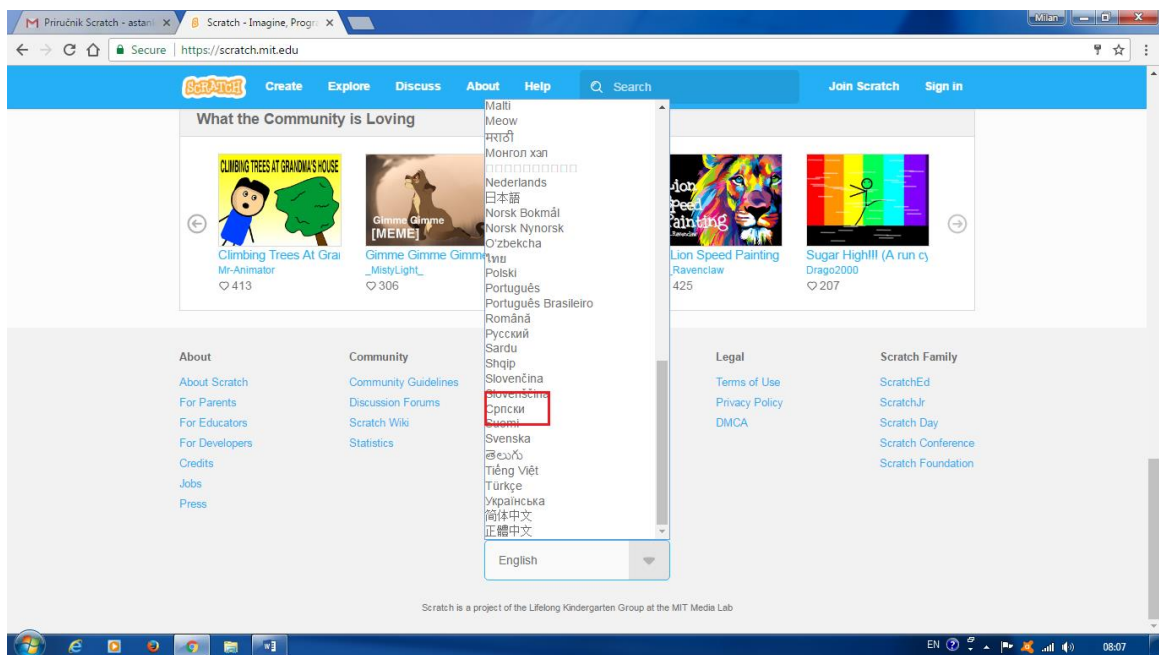 Priručnik Scratch - astan
Scratch - Imagine, Progr
Milan
Secure | https://scratch.mit.edu
SCRATCH Create Explore Discuss About Help Search Join Scratch Sign in
What the Community is Loving
CLIMBING TREES AT GRANDMA'S HOUSE
Gimme Gimme
[MEME]
Lion
Speed
Painting
Climbing Trees At Gra
Mr-Animator
413
Gimme Gimme Gimme
_MistyLight_
306
Lion Speed Painting
_Ravenclaw
425
Sugar High!!! (A run cy
Drago2000
207
Malti
Meow
मराठी
Монгол хэл
Nederlands
日本語
Norsk Bokmål
Norsk Nynorsk
O'zbekcha
ไทย
Polski
Português
Português Brasileiro
Română
Русский
Sardu
Shqip
Slovenčina
Slovenščina
Српски
Suomi
Svenska
తెలుగు
Tiếng Việt
Türkçe
Українська
简体中文
正體中文
English
About
About Scratch
For Parents
For Educators
For Developers
Credits
Jobs
Press
Community
Community Guidelines
Discussion Forums
Scratch Wiki
Statistics
Legal
Terms of Use
Privacy Policy
DMCA
Scratch Family
ScratchEd
ScratchJr
Scratch Day
Scratch Conference
Scratch Foundation
Scratch is a project of the Lifelong Kindergarten Group at the MIT Media Lab
EN 08:07